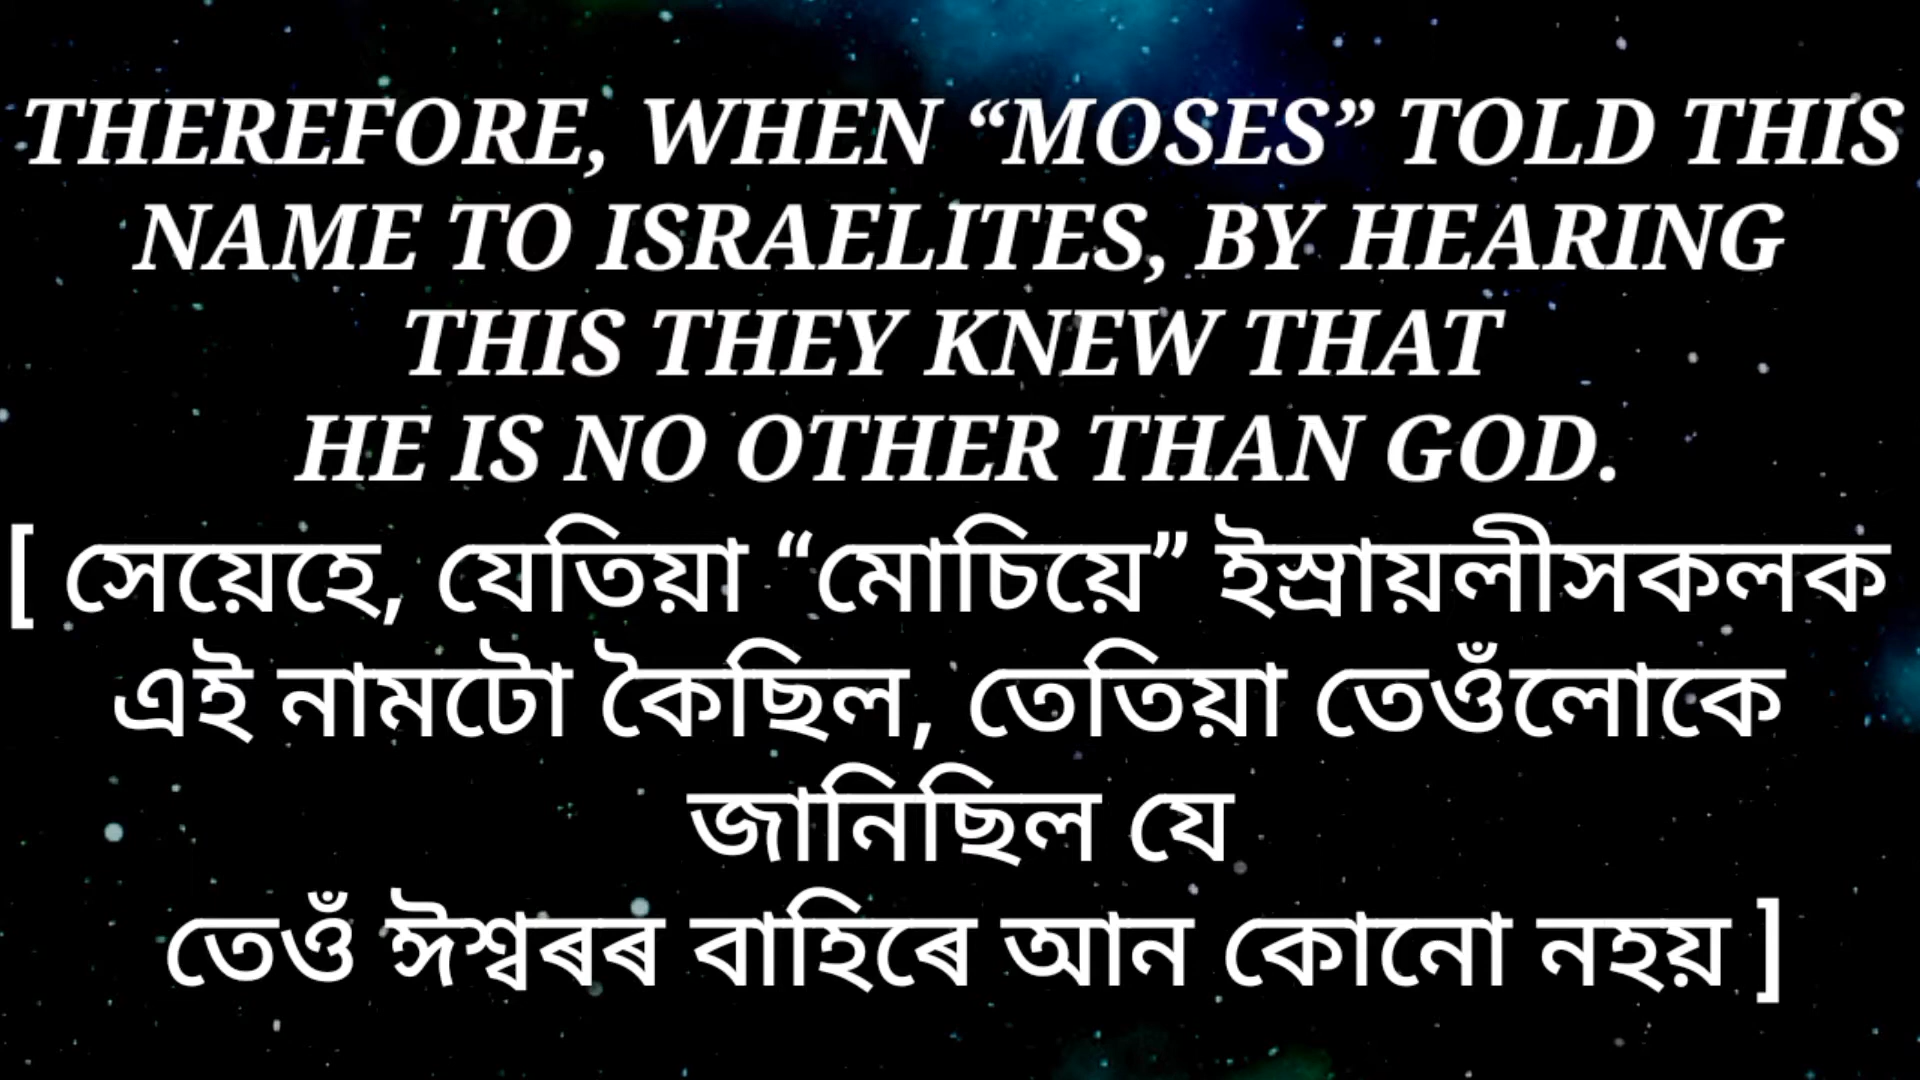 THEREFORE, WHEN “MOSES” TOLD THIS
NAME TO ISRAELITES, BY HEARING
THIS THEY KNEW THAT
HE IS NO OTHER THAN GOD.
[ সেয়েহে, যেতিয়া “মোচিয়ে” ইস্ৰায়লীসকলক
এই নামটো কৈছিল, তেতিয়া তেওঁলোকে
জানিছিল যে
তেওঁ ঈশ্বৰৰ বাহিৰে আন কোনো নহয় ]